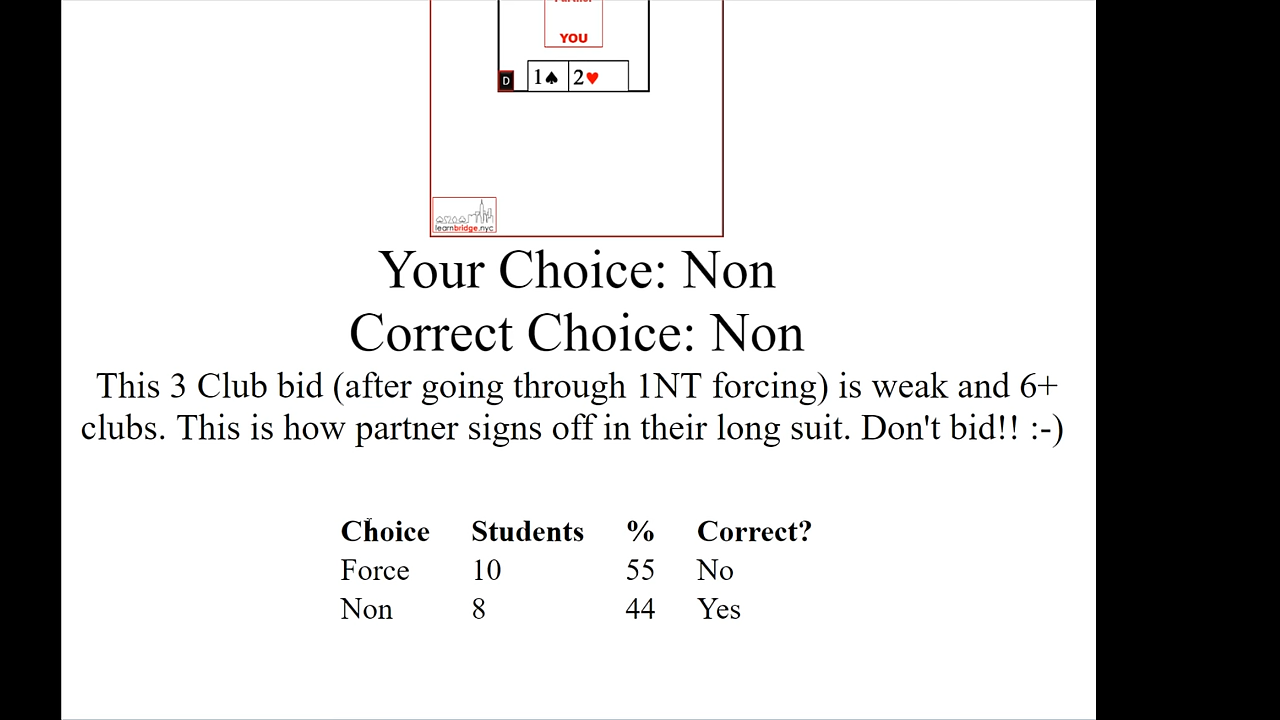 YOU
D 1♠ 2♥
learnbridge.nyc
Your Choice: Non
Correct Choice: Non
This 3 Club bid (after going through 1NT forcing) is weak and 6+
clubs. This is how partner signs off in their long suit. Don't bid!! :-)
Choice Students % Correct?
Force 10 55 No
Non 8 44 Yes